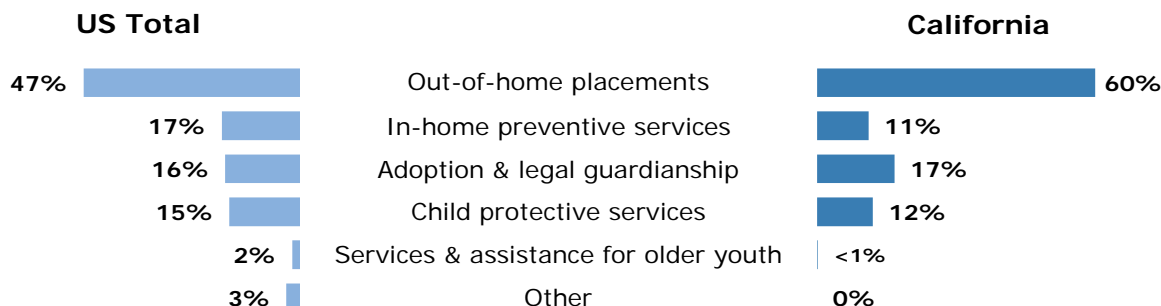 US Total California
47% Out-of-home placements 60%
17% In-home preventive services 11%
16% Adoption & legal guardianship 17%
15% Child protective services 12%
2% Services & assistance for older youth <1%
3% Other 0%